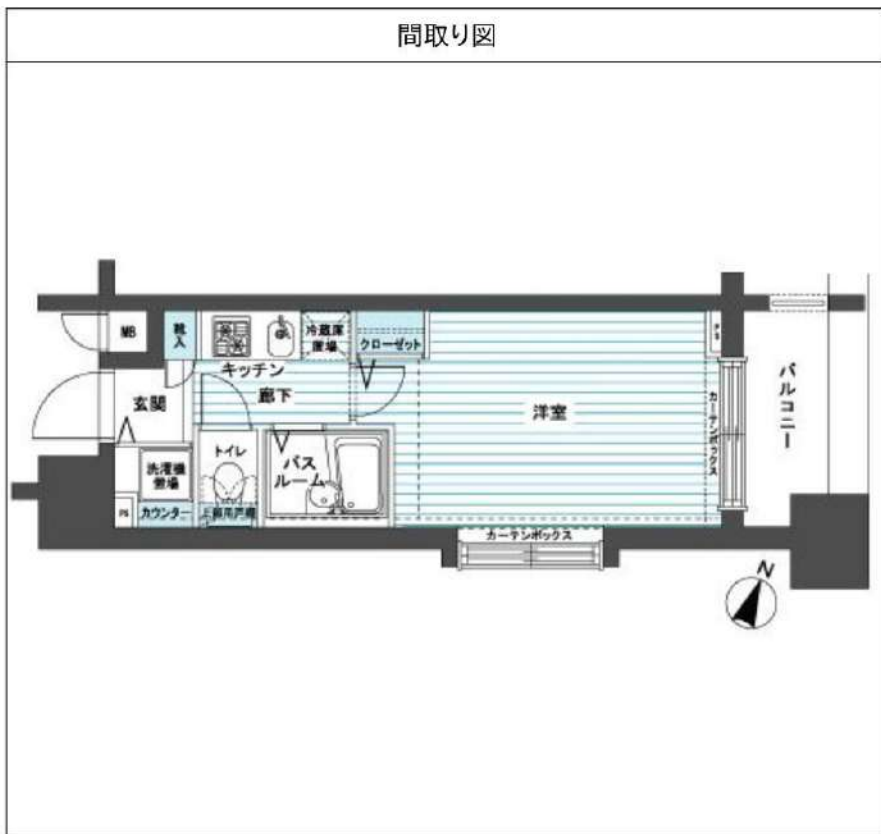 間取り図
MB
靴入
冷蔵庫置場
クローゼット
PS
キッチン
廊下
玄関
洋室
カーテンボックス
バルコニー
トイレ
バスルーム
洗濯機置場
PS
カウンター
上部吊戸棚
カーテンボックス
N